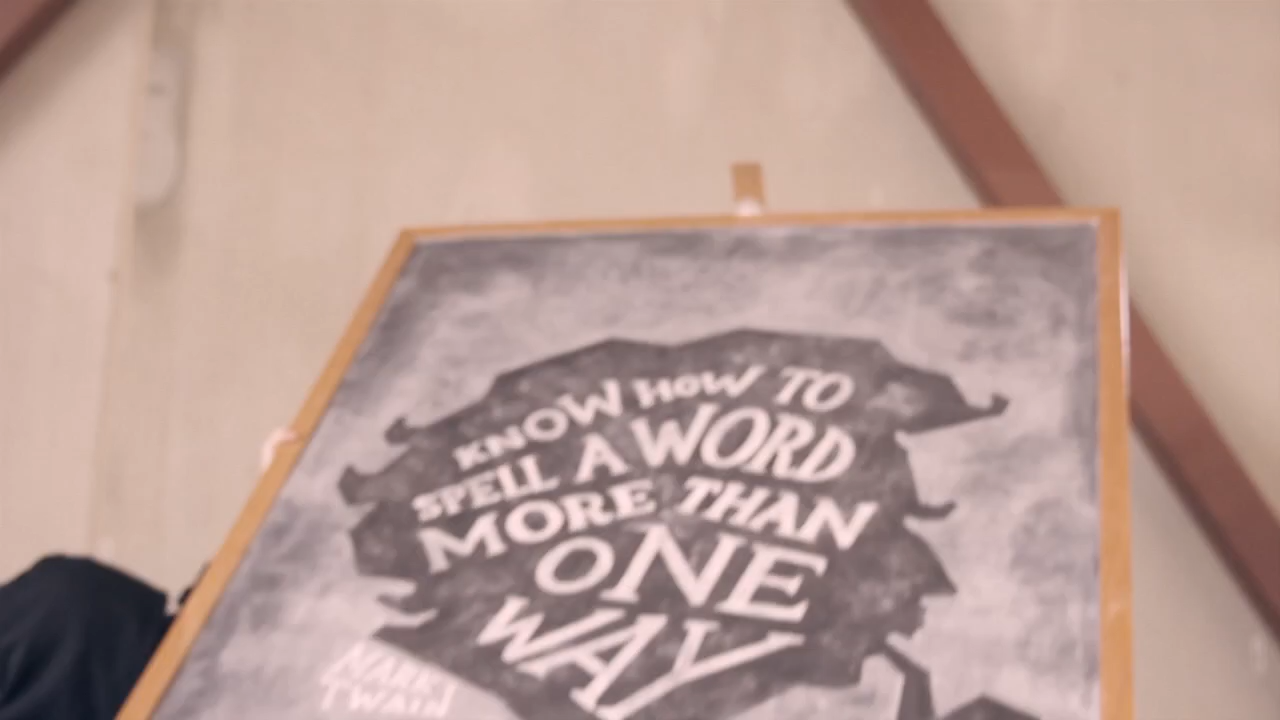 KNOW HOW TO
SPELL A WORD
MORE THAN
ONE
WAY
MARK
TWAIN